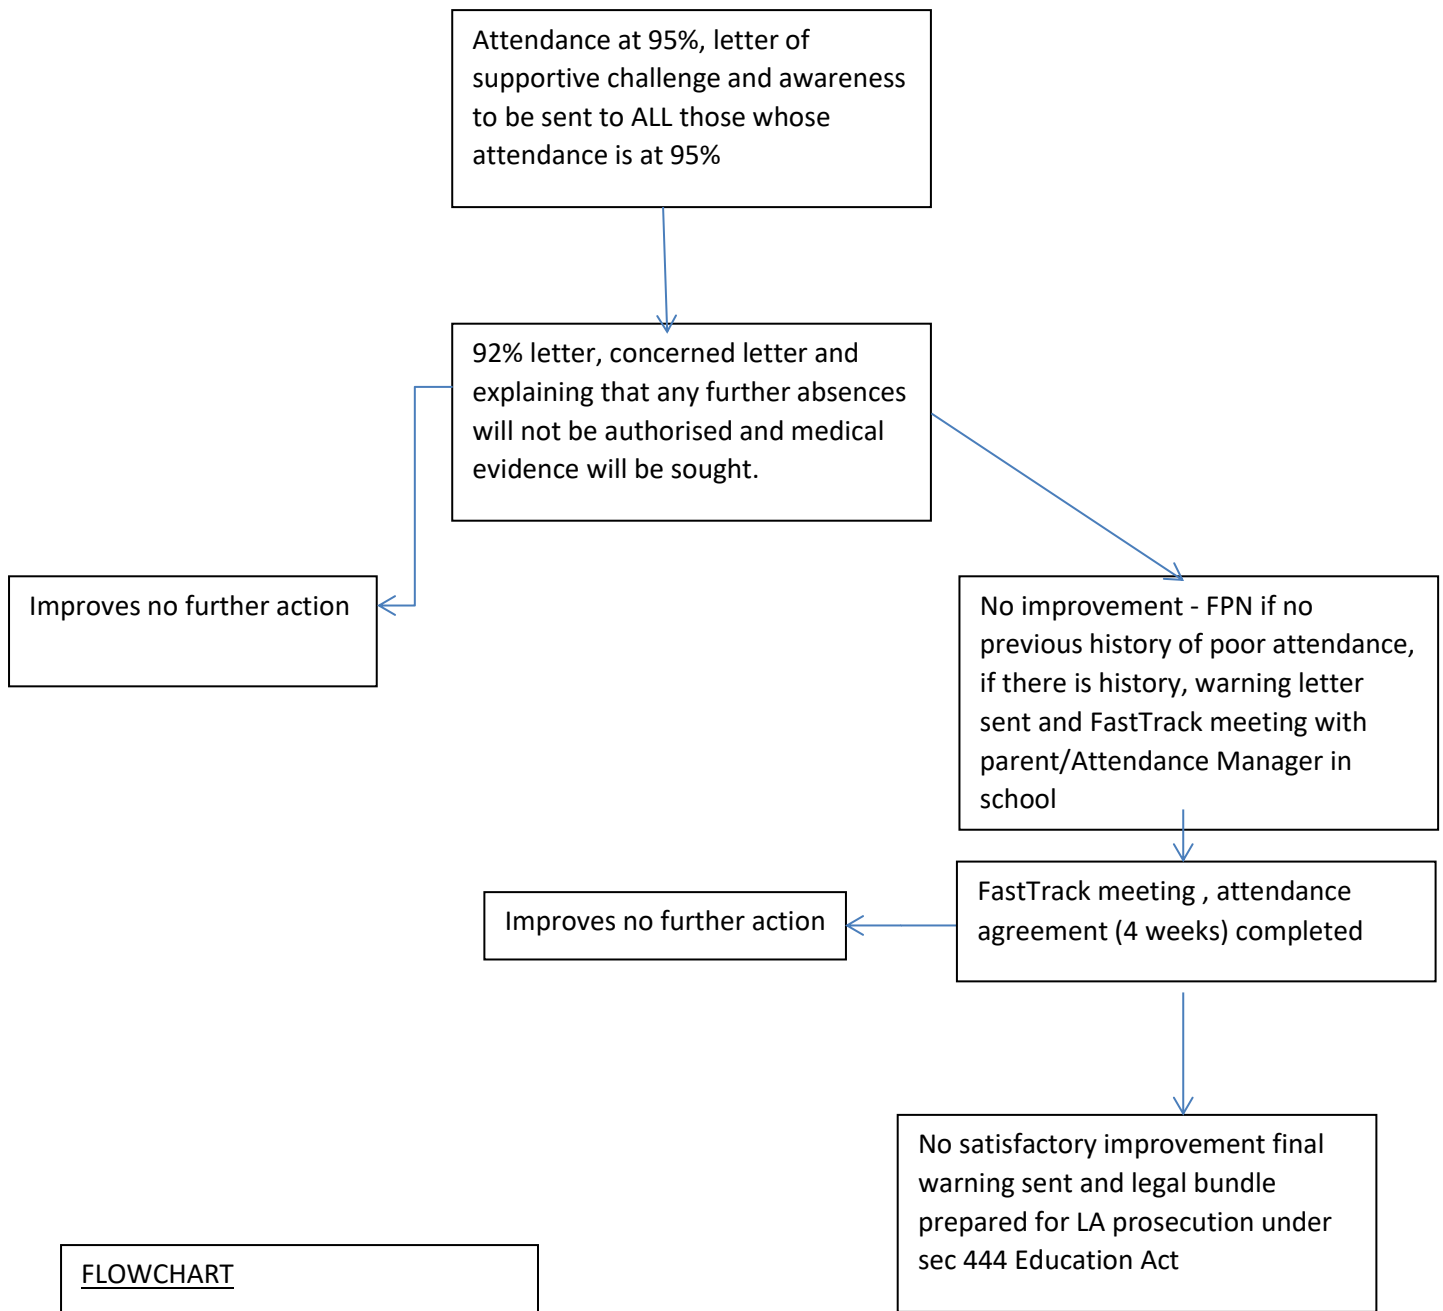 Attendance at 95%, letter of
supportive challenge and awareness
to be sent to ALL those whose
attendance is at 95%
92% letter, concerned letter and
explaining that any further absences
will not be authorised and medical
evidence will be sought.
Improves no further action
No improvement - FPN if no
previous history of poor attendance,
if there is history, warning letter
sent and FastTrack meeting with
parent/Attendance Manager in
school
FastTrack meeting , attendance
agreement (4 weeks) completed
Improves no further action
No satisfactory improvement final
warning sent and legal bundle
prepared for LA prosecution under
sec 444 Education Act
FLOWCHART